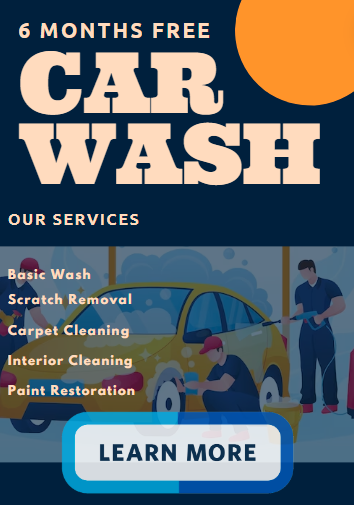 6 MONTHS FREE
CAR
WASH
OUR SERVICES
Basic Wash
Scratch Removal
Carpet Cleaning
Interior Cleaning
Paint Restoration
LEARN MORE